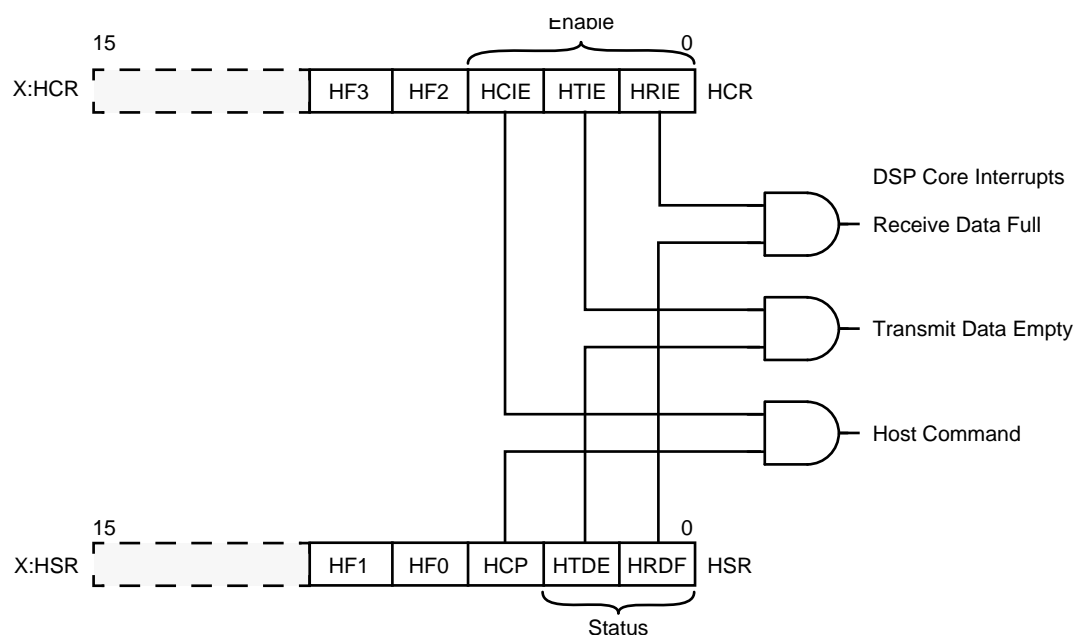 Enable
15 0
X:HCR HF3 HF2 HCIE HTIE HRIE HCR
DSP Core Interrupts
Receive Data Full
Transmit Data Empty
Host Command
15 0
X:HSR HF1 HF0 HCP HTDE HRDF HSR
Status